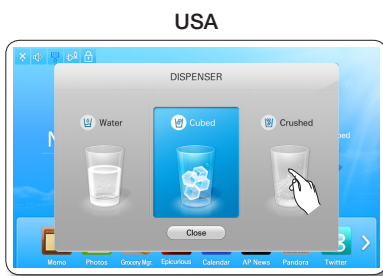 USA
DISPENSER
Water Cubed Crushed
Close
Memo Photos Grocery Mgr. Epicurious Calendar AP News Pandora Twitter